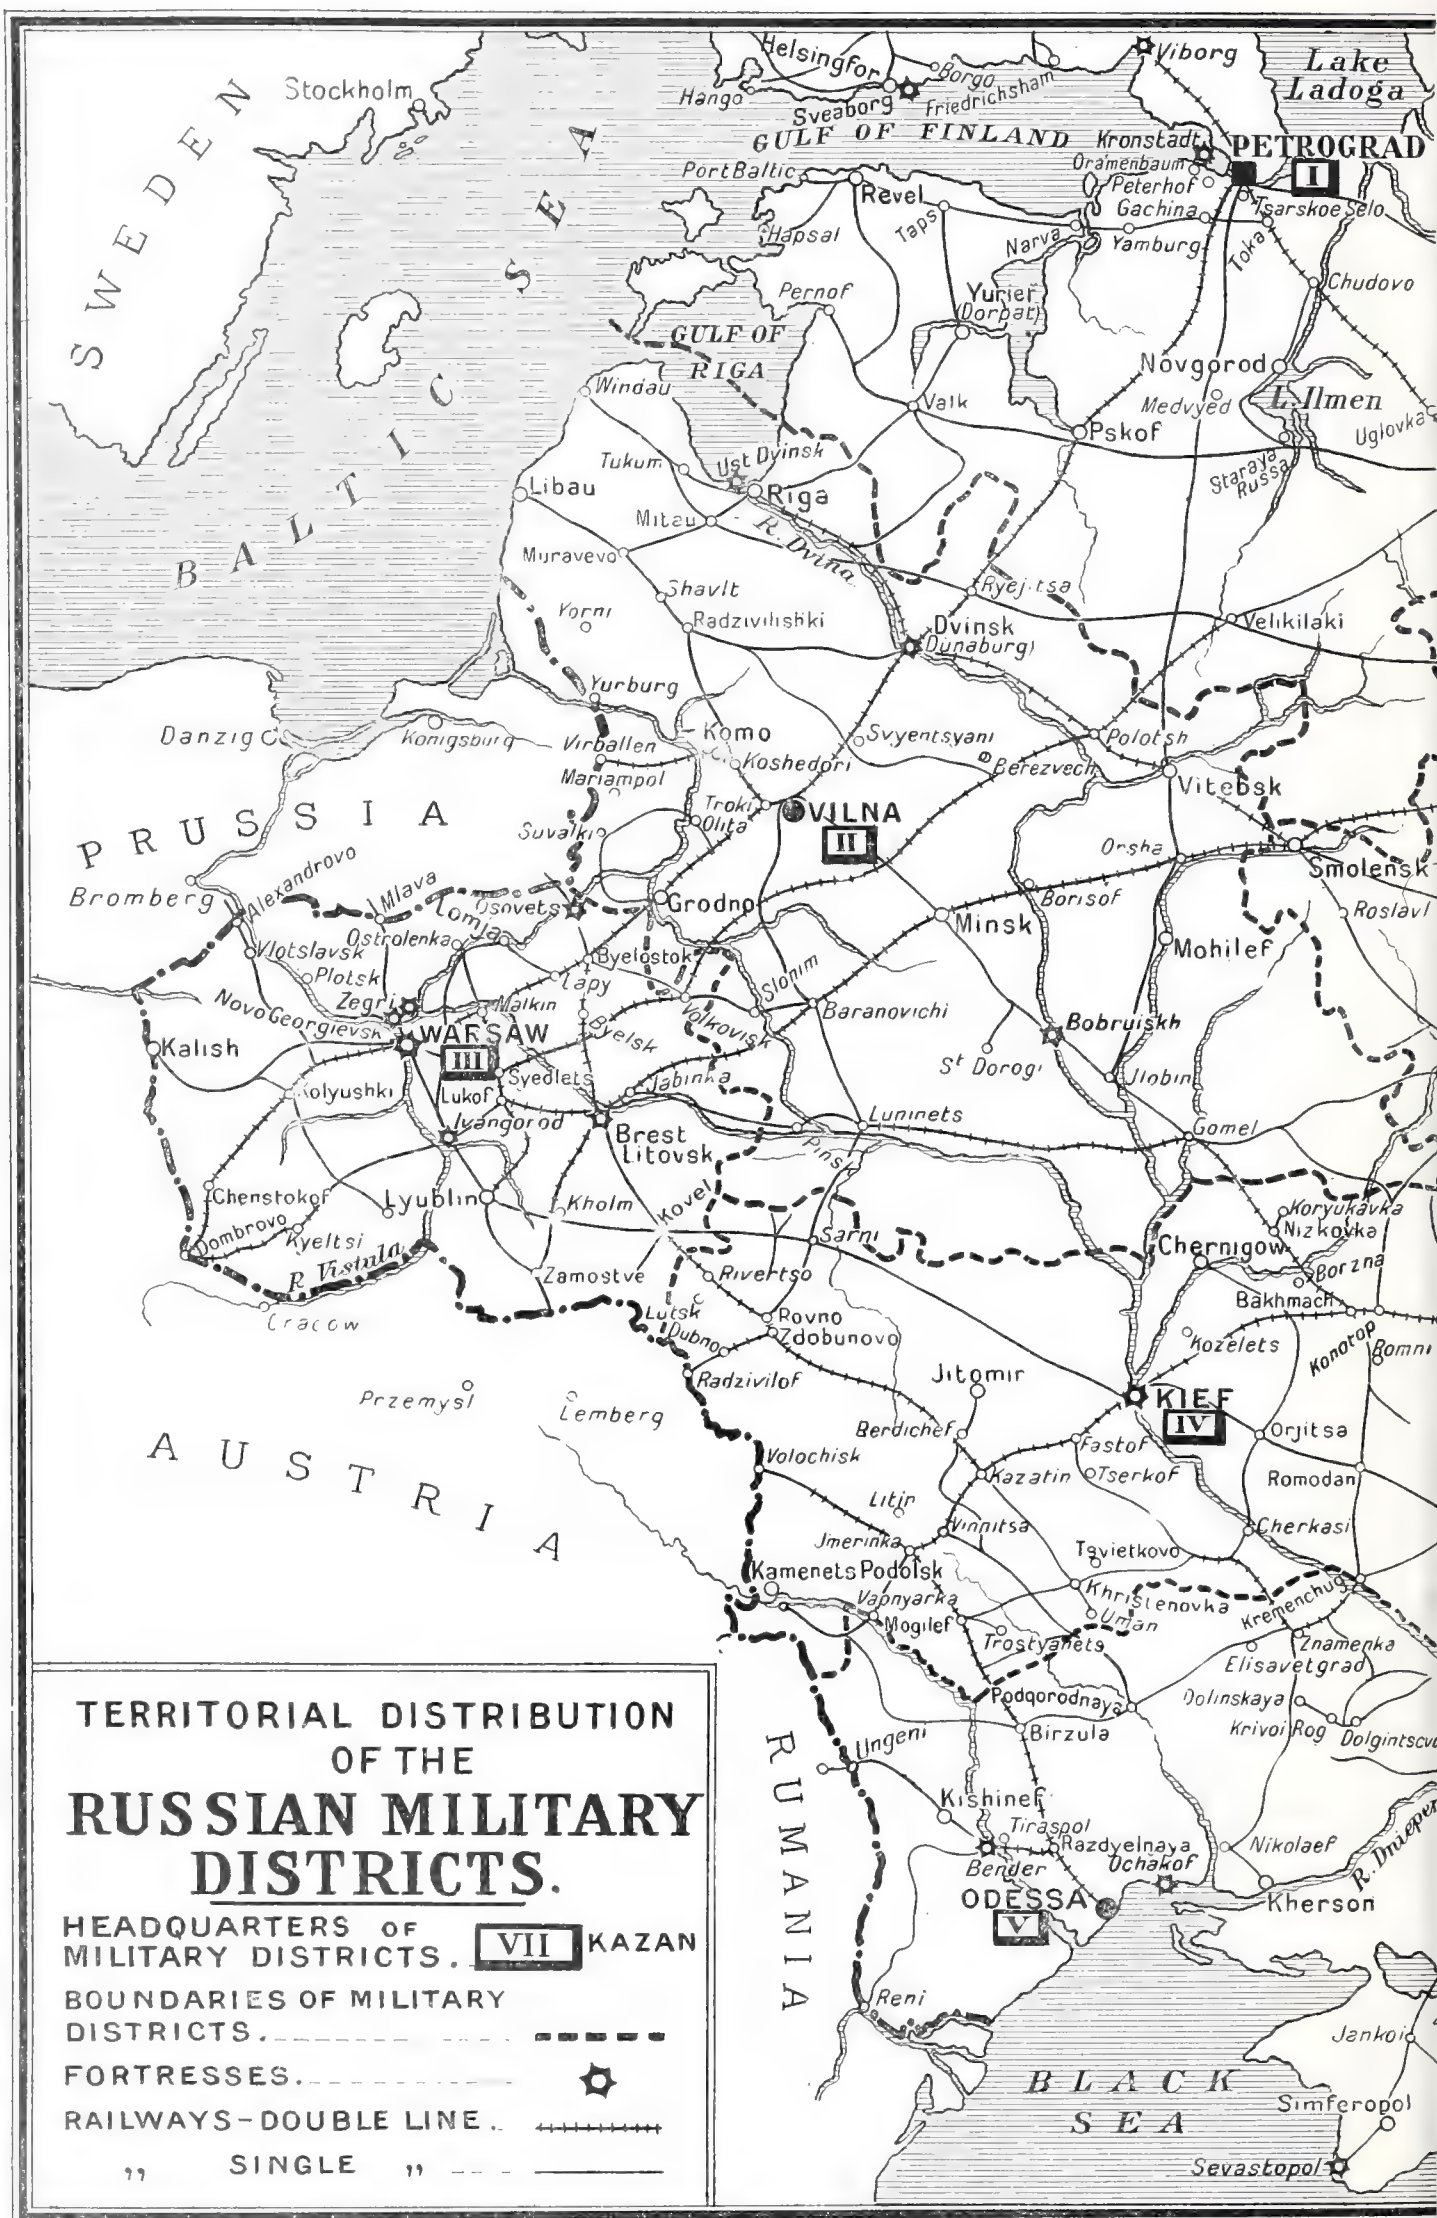 Stockholm
SWEDEN
BALTIC SEA
Helsingfor
Borgo
Viborg
Lake
Ladoga
Hango
Sveaborg
Friedrichsham
GULF OF FINLAND
Kronstadt
PETROGRAD
I
Port Baltic
Oramenbaum
Peterhof
Revel
Gachina
Tsarskoe Selo
Taps
Hapsal
Narva
Yamburg
Toka
Chudovo
Pernof
Yurief
(Dorpat)
GULF OF
RIGA
Novgorod
Windau
Valk
Medvyed
L. Ilmen
Pskof
Uglovka
Tukum
Ust Dvinsk
Staraya
Russa
Libau
Riga
Mitau
R. Dvina
Muravevo
Shavlt
Ryejitsa
Yorni
Radzivilishki
Dvinsk
Dunaburg)
Velikilaki
Yurburg
Danzig
Konigsburg
Virballen
Komo
Svyentsyani
Polotsh
Koshedori
Berezvech
Mariampol
Vitebsk
PRUSSIA
Troki
VILNA
Suvalki
Olita
II
Orsha
Smolensk
Bromberg
Alexandrovo
Mlava
Lomja
Osovets
Grodno
Borisof
Roslavl
Minsk
Vlotslavsk
Ostrolenka
Mohilef
Plotsk
Byelostok
Lapy
Slonim
Zegri
Malkin
Novo Georgievsk
Volkovisk
Baranovichi
WARSAW
Byelsk
Bobruiskh
Kalish
III
St Dorogi
Syedlets
Jabinka
Jlobin
Kolyushki
Lukof
Luninets
Ivangorod
Brest
Litovsk
Gomel
Pinsk
Chenstokof
Lyublin
Kholm
Kovel
Koryukavka
Dombrovo
Nizkovka
Kyeltsi
Sarni
Chernigow
R. Vistula
Zamostve
Rivertso
Borzna
Cracow
Lutsk
Rovno
Bakhmach
Dubno
Zdobunovo
Kozelets
Konotop
Romni
Radzivilof
Jitomir
Przemysl
Lemberg
KIEF
IV
AUSTRIA
Berdichef
Fastof
Orjitsa
Volochisk
Kazatin
Tserkof
Romodan
Litin
Vinnitsa
Cherkasi
Jmerinka
Tsvietkovo
Kamenets Podolsk
Vapnyarka
Khristenovka
Kremenchug
Mogilef
Uman
Trostyanets
Znamenka
Elisavetgrad
Podgorodnaya
Dolinskaya
Birzula
Krivoi Rog
Ungeni
RUMANIA
Kishinef
Tiraspol
Razdyelnaya
Nikolaef
Bender
Ochakof
R. Dnieper
ODESSA
V
Kherson
Reni
Jankoi
BLACK
SEA
Simferopol
Sevastopol
TERRITORIAL DISTRIBUTION
OF THE
RUSSIAN MILITARY
DISTRICTS.
HEADQUARTERS OF
MILITARY DISTRICTS. VII KAZAN
BOUNDARIES OF MILITARY
DISTRICTS.
FORTRESSES.
RAILWAYS-DOUBLE LINE.
,, SINGLE ,,